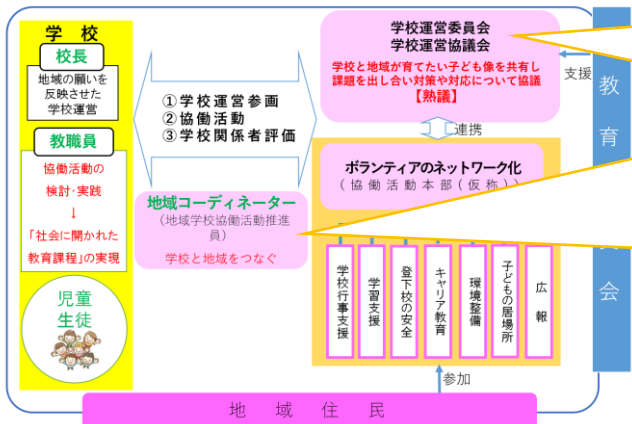 学 校
校長
地域の願いを
反映させた
学校運営
教職員
協働活動の
検討・実践
↓
「社会に開かれた
教育課程」の実現
児童
生徒
①学校運営参画
②協働活動
③学校関係者評価
地域コーディネーター
（地域学校協働活動推進
員）
学校と地域をつなぐ
学校運営委員会
学校運営協議会
学校と地域が育てたい子ども像を共有し
課題を出し合い対策や対応について協議
【熟議】
支援
連携
ボランティアのネットワーク化
（協働活動本部（仮称））
学校行事支援
学習支援
登下校の安全
キャリア教育
環境整備
子どもの居場所
広報
参加
教育
会
地域住民